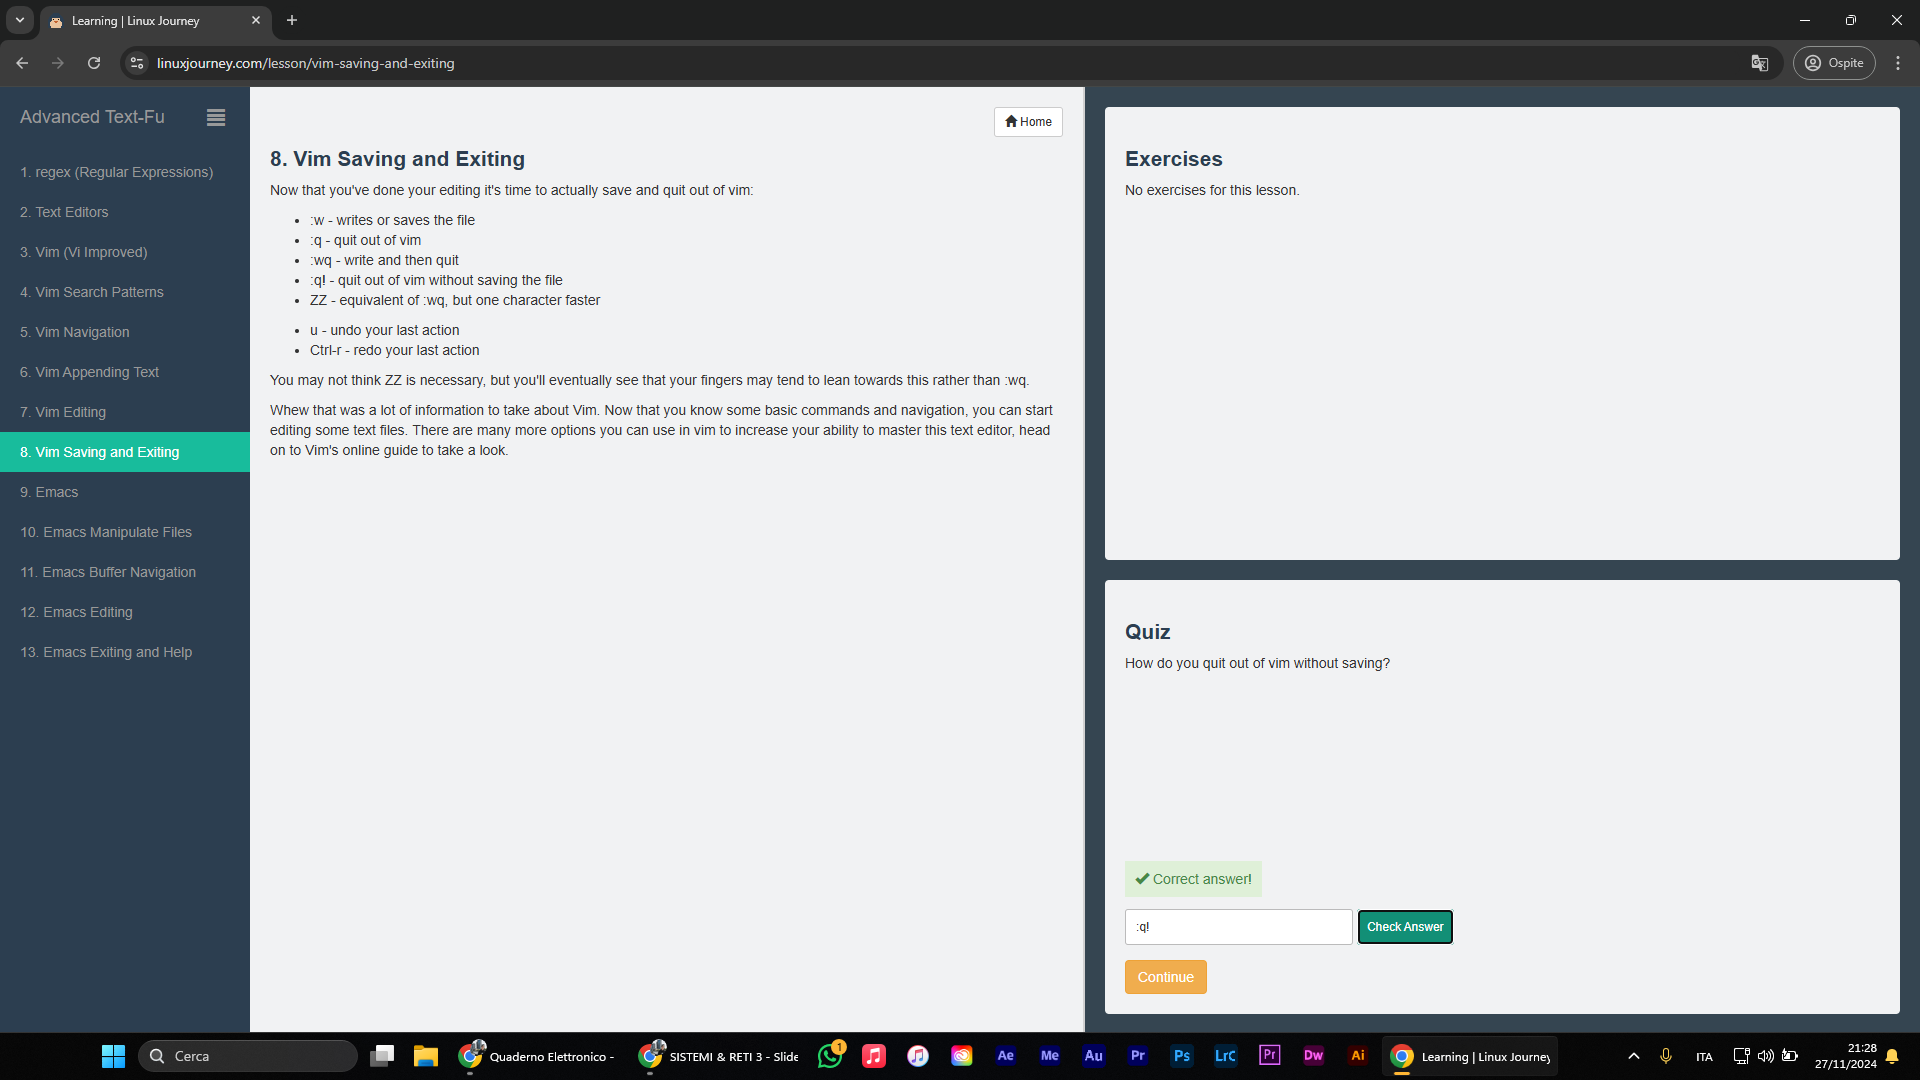 Learning | Linux Journey
linuxjourney.com/lesson/vim-saving-and-exiting
Ospite
Advanced Text-Fu
1. regex (Regular Expressions)
2. Text Editors
3. Vim (Vi Improved)
4. Vim Search Patterns
5. Vim Navigation
6. Vim Appending Text
7. Vim Editing
8. Vim Saving and Exiting
9. Emacs
10. Emacs Manipulate Files
11. Emacs Buffer Navigation
12. Emacs Editing
13. Emacs Exiting and Help
Home
8. Vim Saving and Exiting
Now that you've done your editing it's time to actually save and quit out of vim:
• :w - writes or saves the file
• :q - quit out of vim
• :wq - write and then quit
• :q! - quit out of vim without saving the file
• ZZ - equivalent of :wq, but one character faster
• u - undo your last action
• Ctrl-r - redo your last action
You may not think ZZ is necessary, but you'll eventually see that your fingers may tend to lean towards this rather than :wq.
Whew that was a lot of information to take about Vim. Now that you know some basic commands and navigation, you can start
editing some text files. There are many more options you can use in vim to increase your ability to master this text editor, head
on to Vim's online guide to take a look.
Exercises
No exercises for this lesson.
Quiz
How do you quit out of vim without saving?
Correct answer!
:q!
Check Answer
Continue
Cerca
Quaderno Elettronico -
SISTEMI & RETI 3 - Slide
1
Ae
Me
Au
Pr
Ps
LrC
Pr
Dw
Ai
Learning | Linux Journey
ITA
21:28
27/11/2024